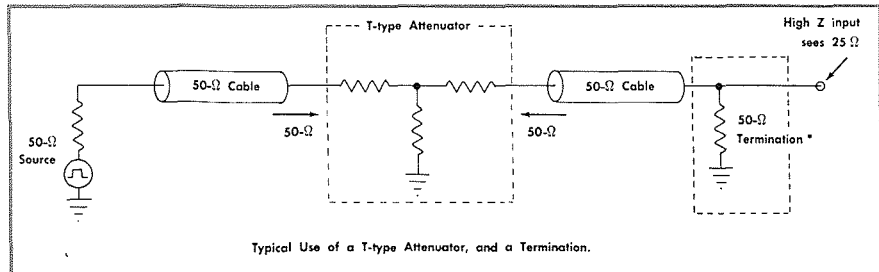 T-type Attenuator
High Z input
sees 25 Ω
50-Ω Cable
50-Ω Cable
50-Ω
50-Ω
50-Ω
Source
50-Ω
Termination *
Typical Use of a T-type Attenuator, and a Termination.